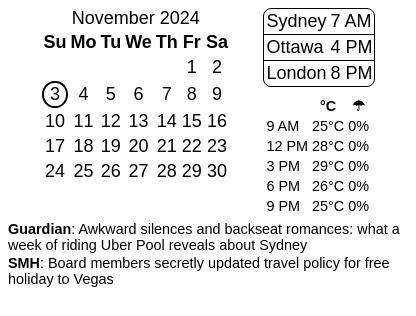 November 2024
Su Mo Tu We Th Fr Sa
1 2
3 4 5 6 7 8 9
10 11 12 13 14 15 16
17 18 19 20 21 22 23
24 25 26 27 28 29 30
Sydney 7 AM
Ottawa 4 PM
London 8 PM
°C ☂
9 AM 25°C 0%
12 PM 28°C 0%
3 PM 29°C 0%
6 PM 26°C 0%
9 PM 25°C 0%
Guardian: Awkward silences and backseat romances: what a
week of riding Uber Pool reveals about Sydney
SMH: Board members secretly updated travel policy for free
holiday to Vegas